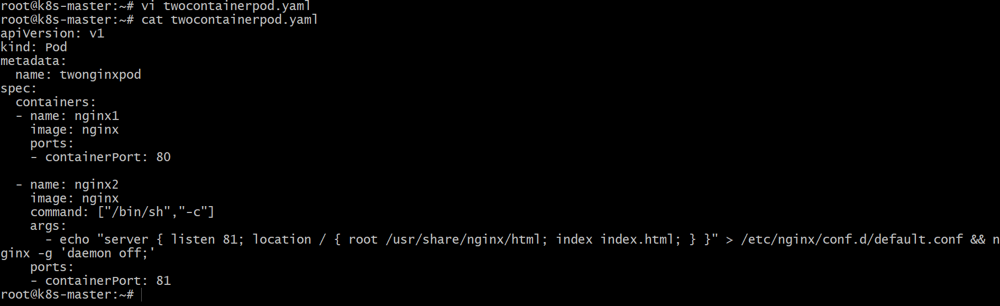 root@k8s-master:~# vi twocontainerpod.yaml
root@k8s-master:~# cat twocontainerpod.yaml
apiVersion: v1
kind: Pod
metadata:
  name: twonginxpod
spec:
  containers:
  - name: nginx1
    image: nginx
    ports:
    - containerPort: 80

  - name: nginx2
    image: nginx
    command: ["/bin/sh","-c"]
    args:
      - echo "server { listen 81; location / { root /usr/share/nginx/html; index index.html; } }" > /etc/nginx/conf.d/default.conf && n
ginx -g 'daemon off;'
    ports:
    - containerPort: 81
root@k8s-master:~#